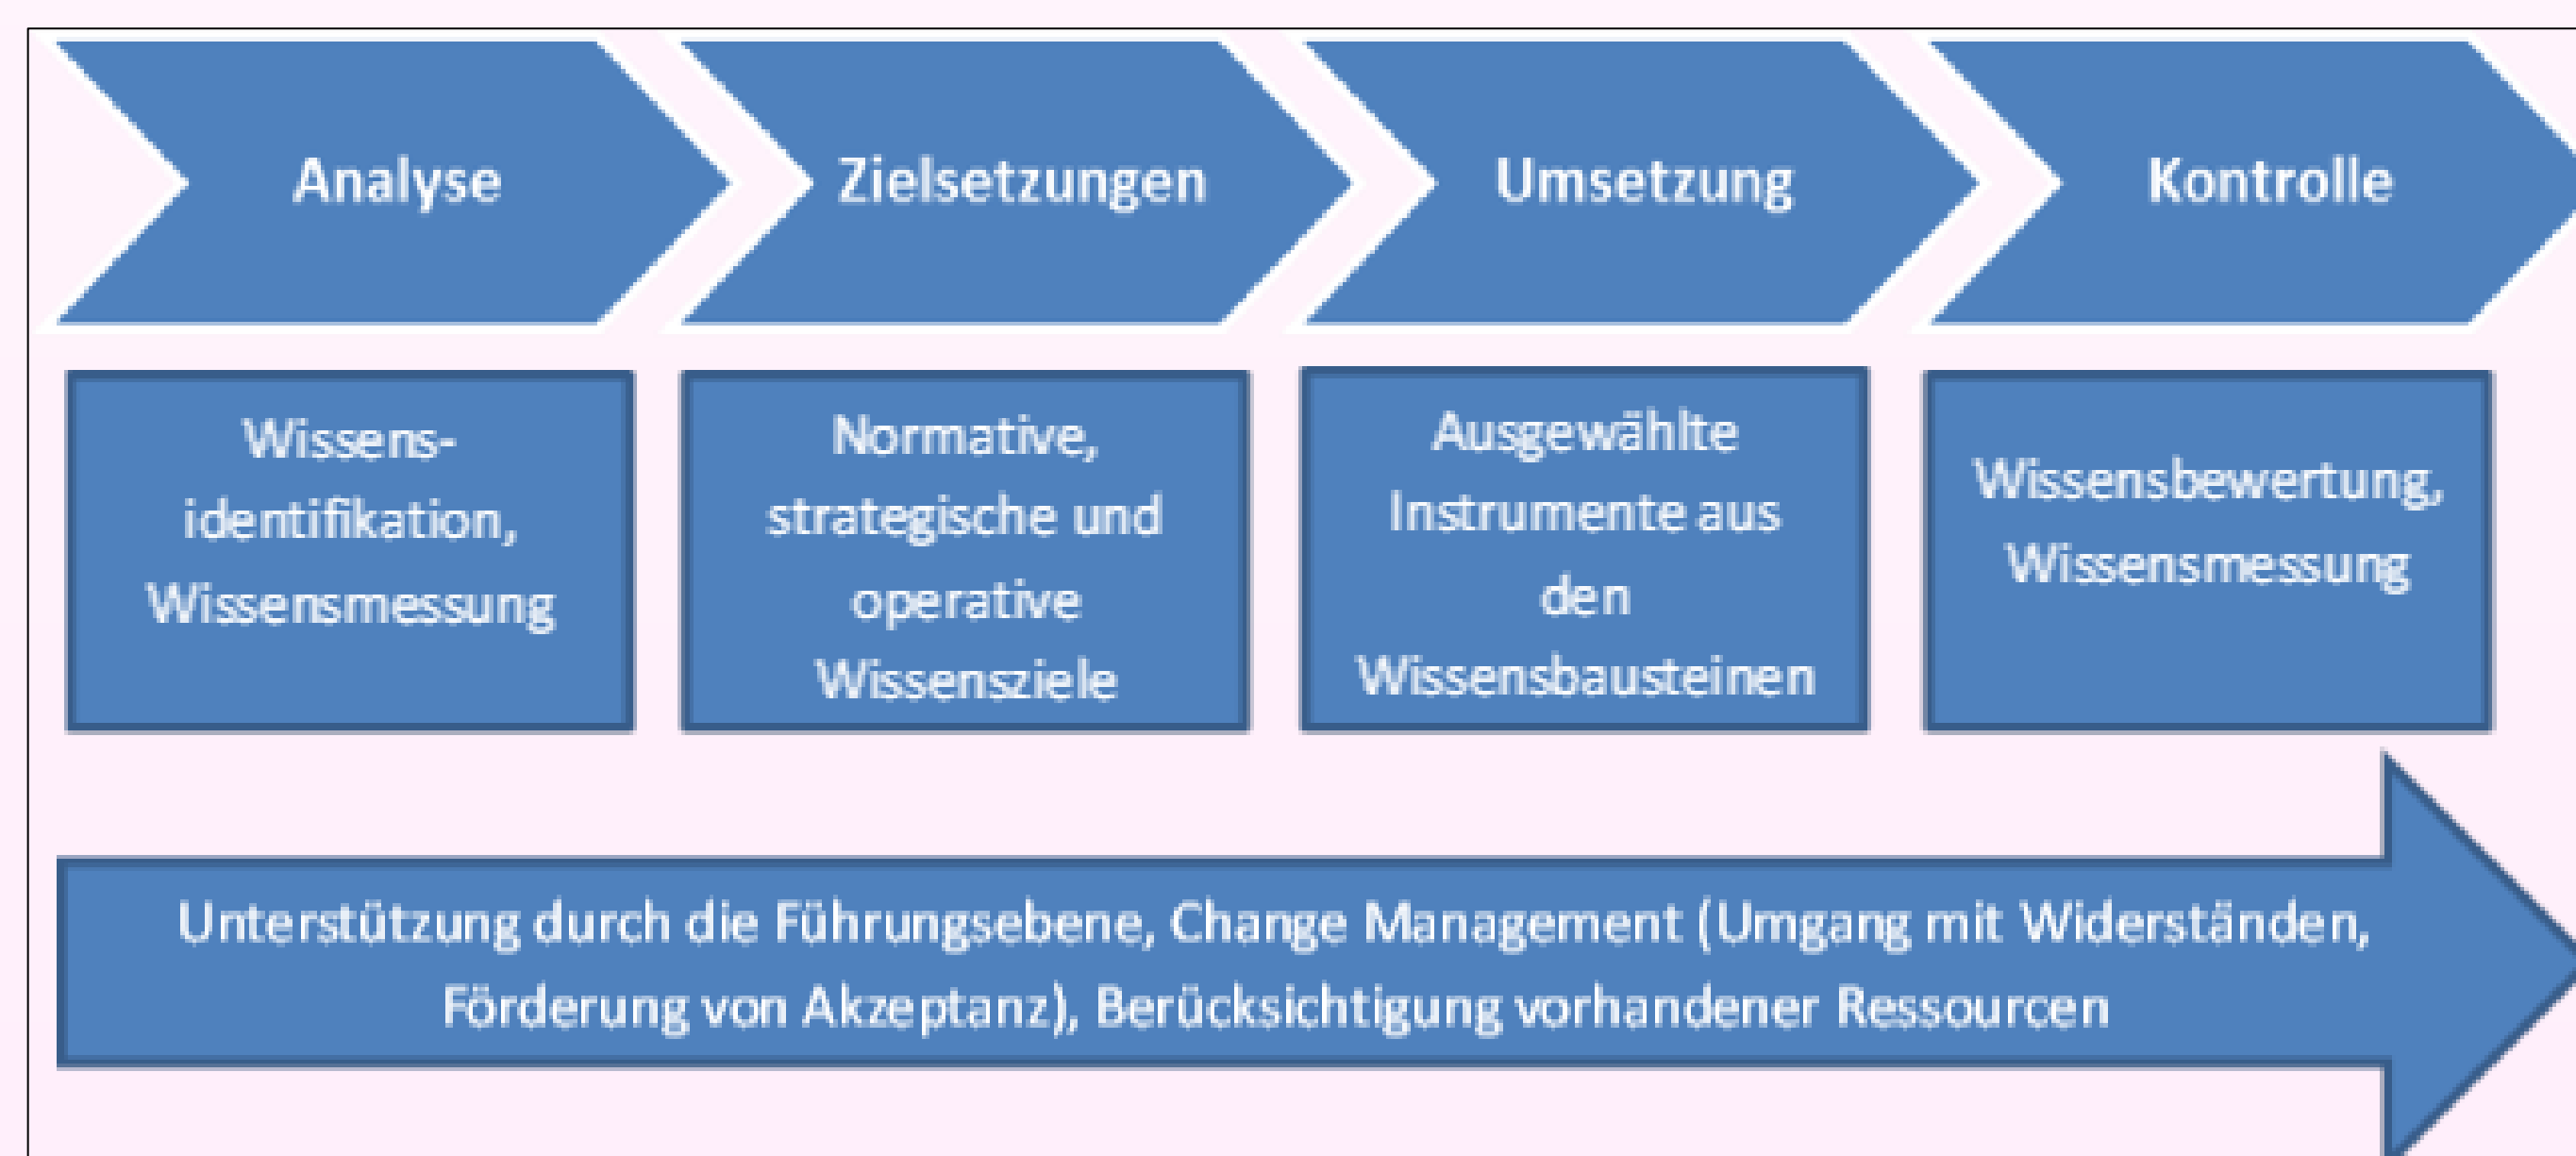 Analyse
Zielsetzungen
Umsetzung
Kontrolle
Wissens-
identifikation,
Wissensmessung
Normative,
strategische und
operative
Wissensziele
Ausgewählte
Instrumente aus
den
Wissensbausteinen
Wissensbewertung,
Wissensmessung
Unterstützung durch die Führungsebene, Change Management (Umgang mit Widerständen,
Förderung von Akzeptanz), Berücksichtigung vorhandener Ressourcen